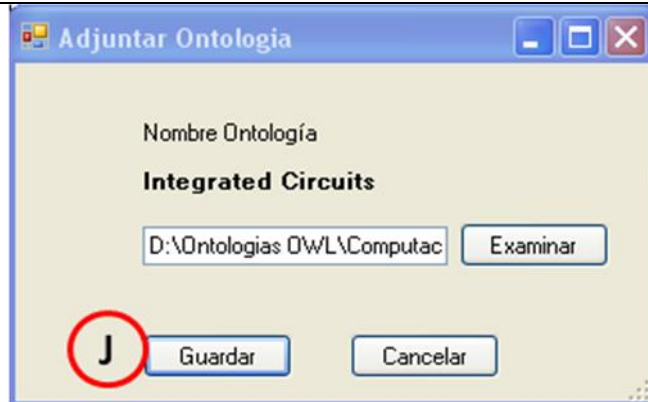 Adjuntar Ontologia
Nombre Ontología
Integrated Circuits
D:\Ontologias OWL\Computac Examinar
J Guardar Cancelar